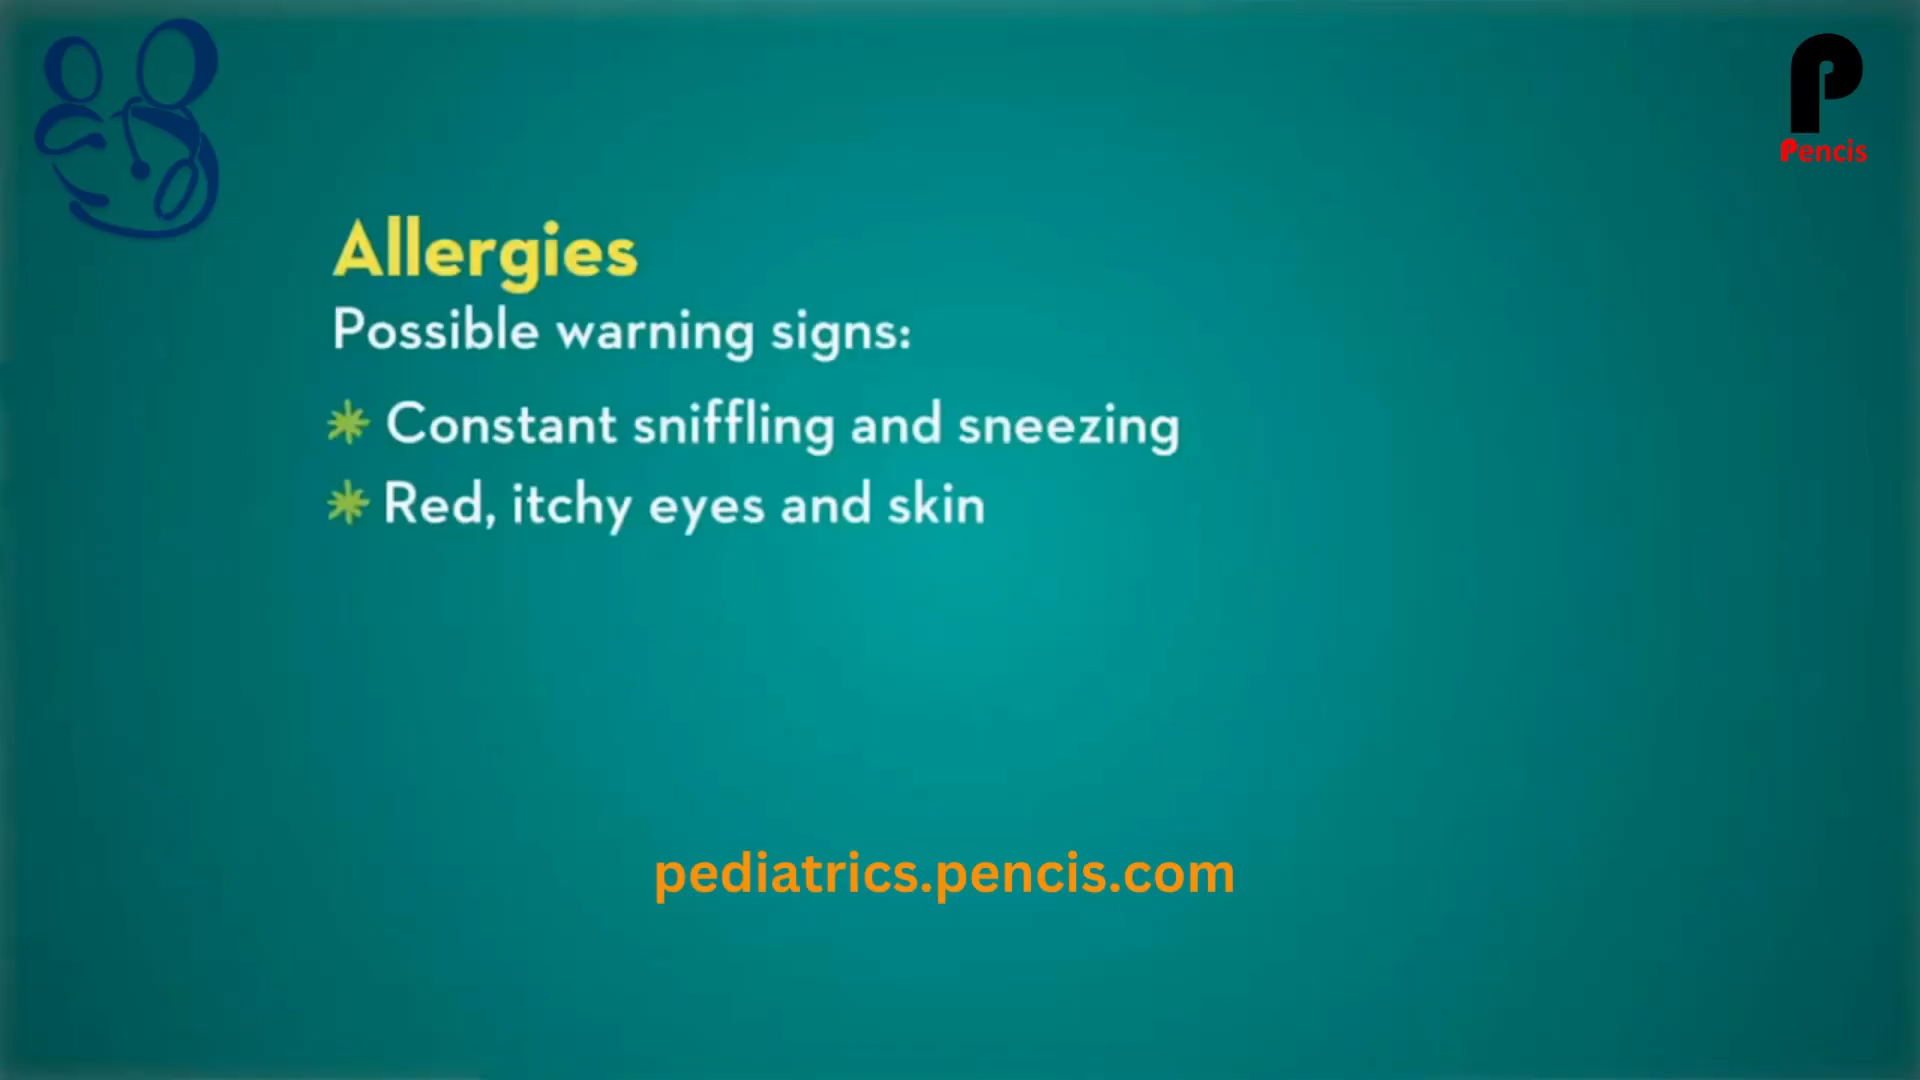 Pencis
Allergies
Possible warning signs:
Constant sniffling and sneezing
Red, itchy eyes and skin
pediatrics.pencis.com